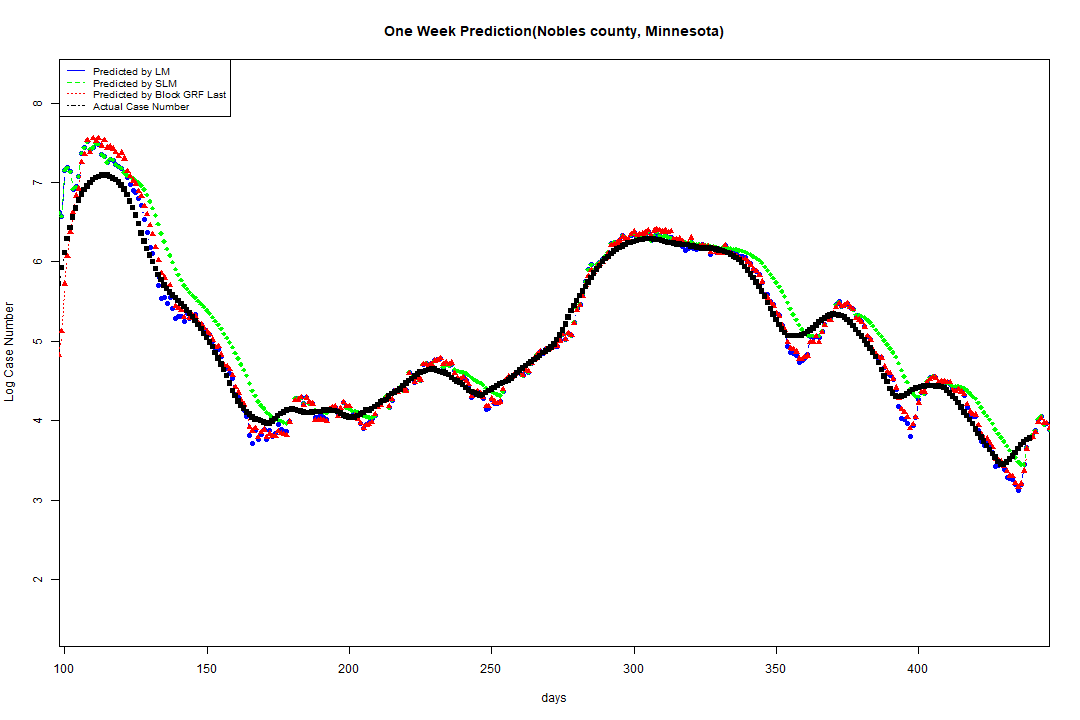 One Week Prediction(Nobles county, Minnesota)
Predicted by LM
Predicted by SLM
Predicted by Block GRF Last
Actual Case Number
8
7
6
5
4
3
2
Log Case Number
100 150 200 250 300 350 400
days